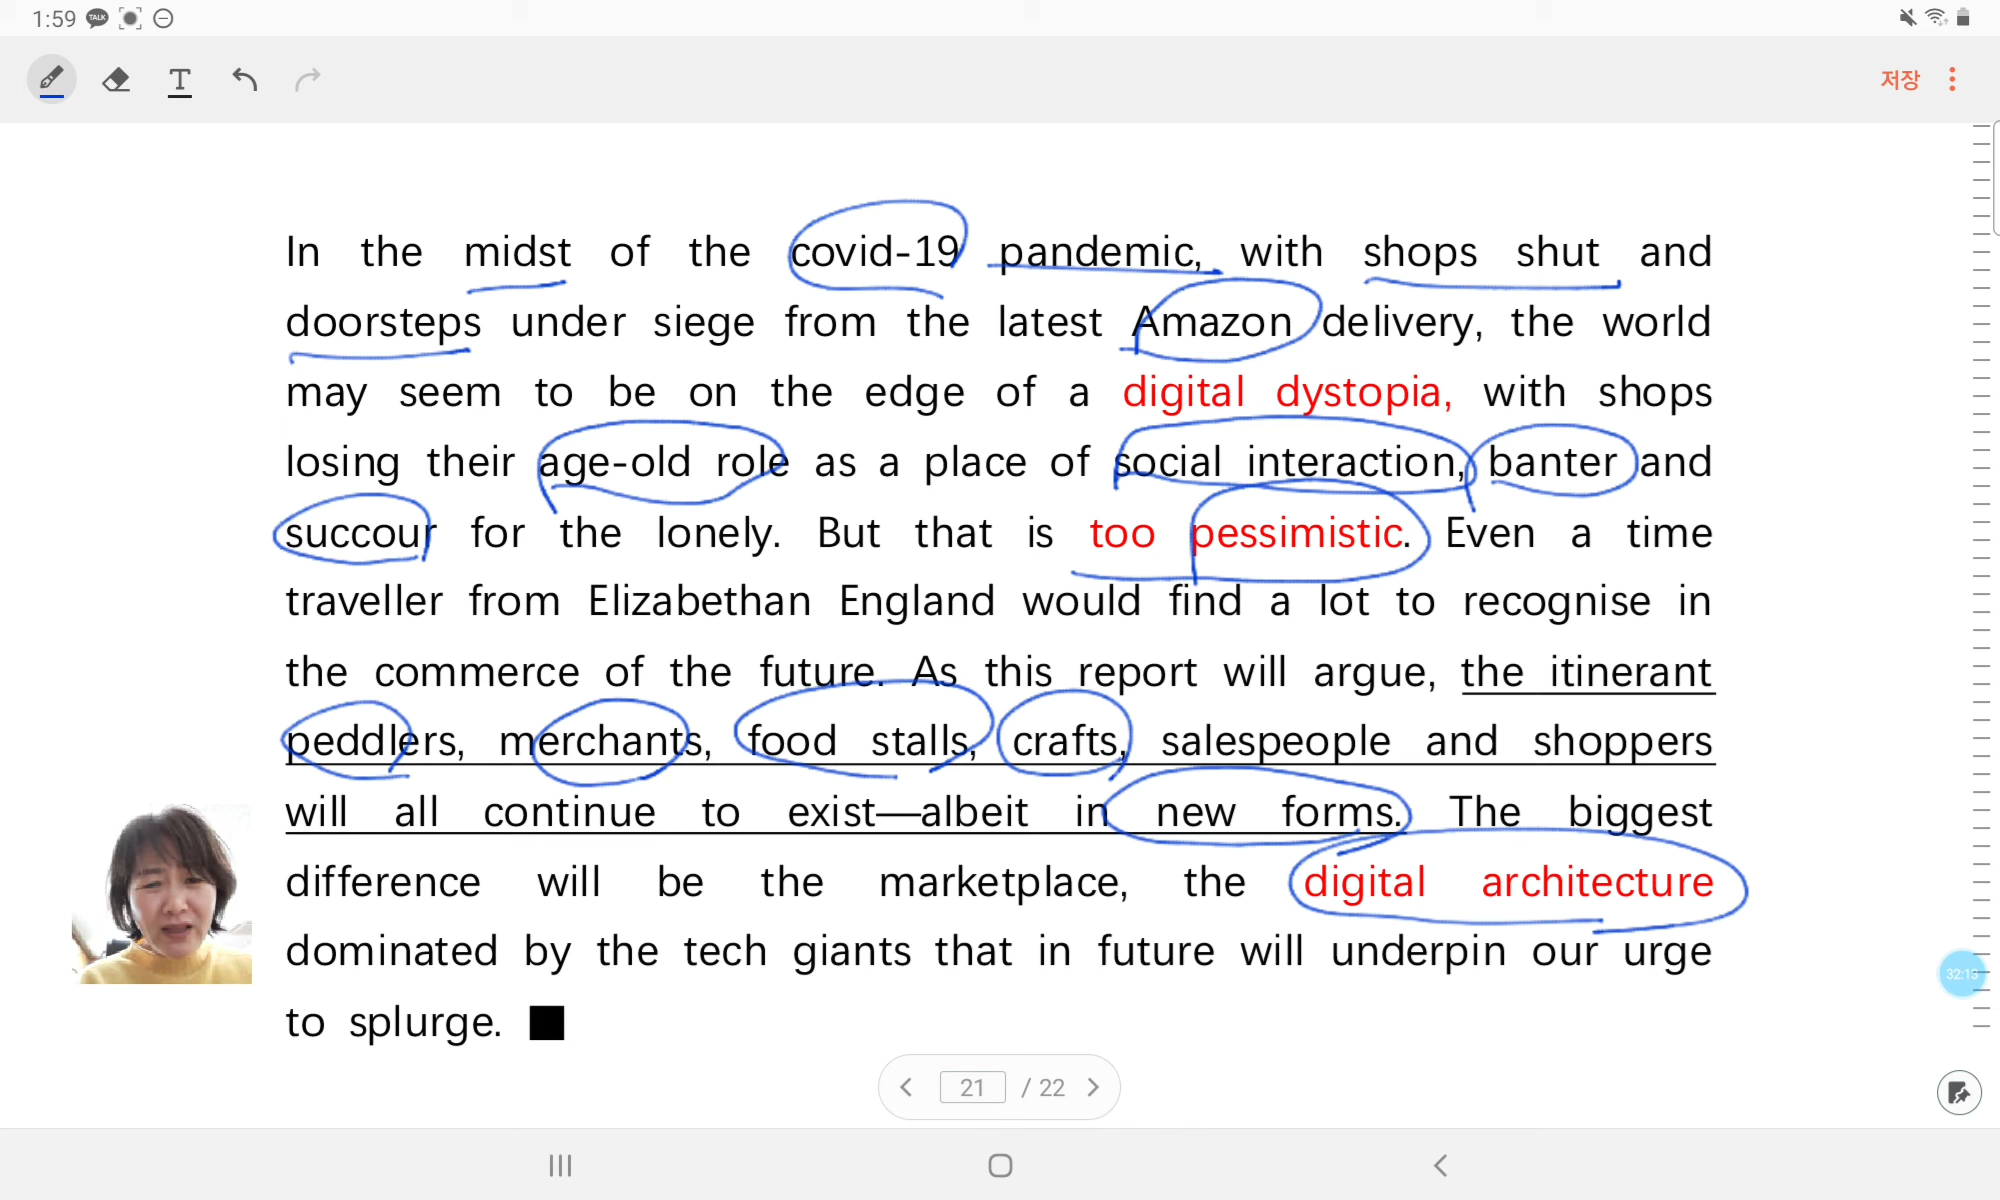 1:59 TALK
T 저장
In the midst of the covid-19 pandemic, with shops shut and
doorsteps under siege from the latest Amazon delivery, the world
may seem to be on the edge of a digital dystopia, with shops
losing their age-old role as a place of social interaction, banter and
succour for the lonely. But that is too pessimistic. Even a time
traveller from Elizabethan England would find a lot to recognise in
the commerce of the future. As this report will argue, the itinerant
peddlers, merchants, food stalls, crafts, salespeople and shoppers
will all continue to exist—albeit in new forms. The biggest
difference will be the marketplace, the digital architecture
dominated by the tech giants that in future will underpin our urge
to splurge.
32:13
21 / 22